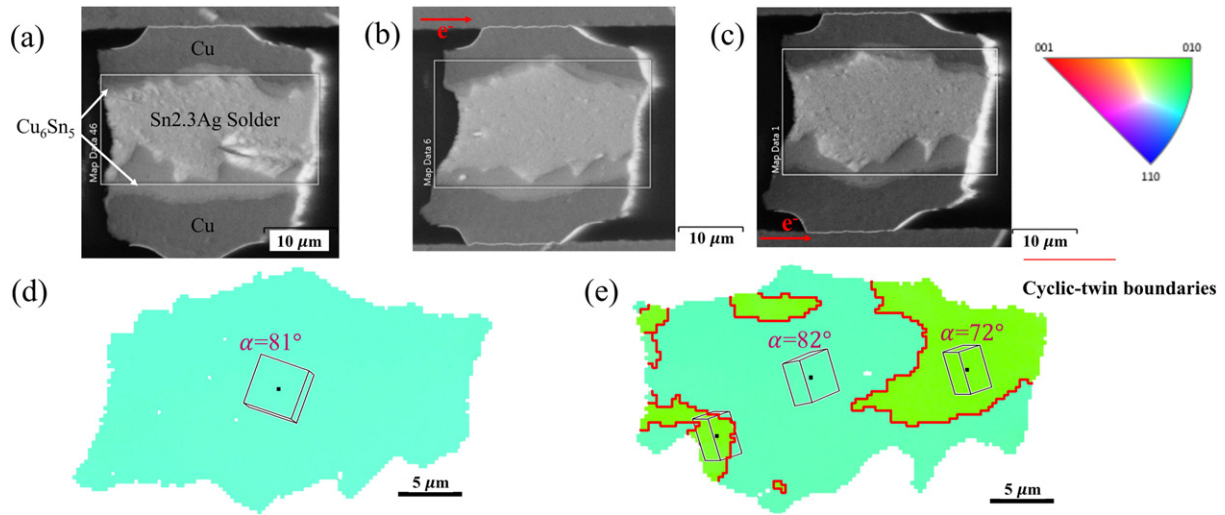 (a)
Cu
Cu₆Sn₅
Sn2.3Ag Solder
Map Data 46
Cu
10 μm
(b)
e⁻
Map Data 6
10 μm
(c)
Map Data 1
e⁻
10 μm
001
010
110
Cyclic-twin boundaries
(d)
α=81°
5 μm
(e)
α=82°
α=72°
5 μm